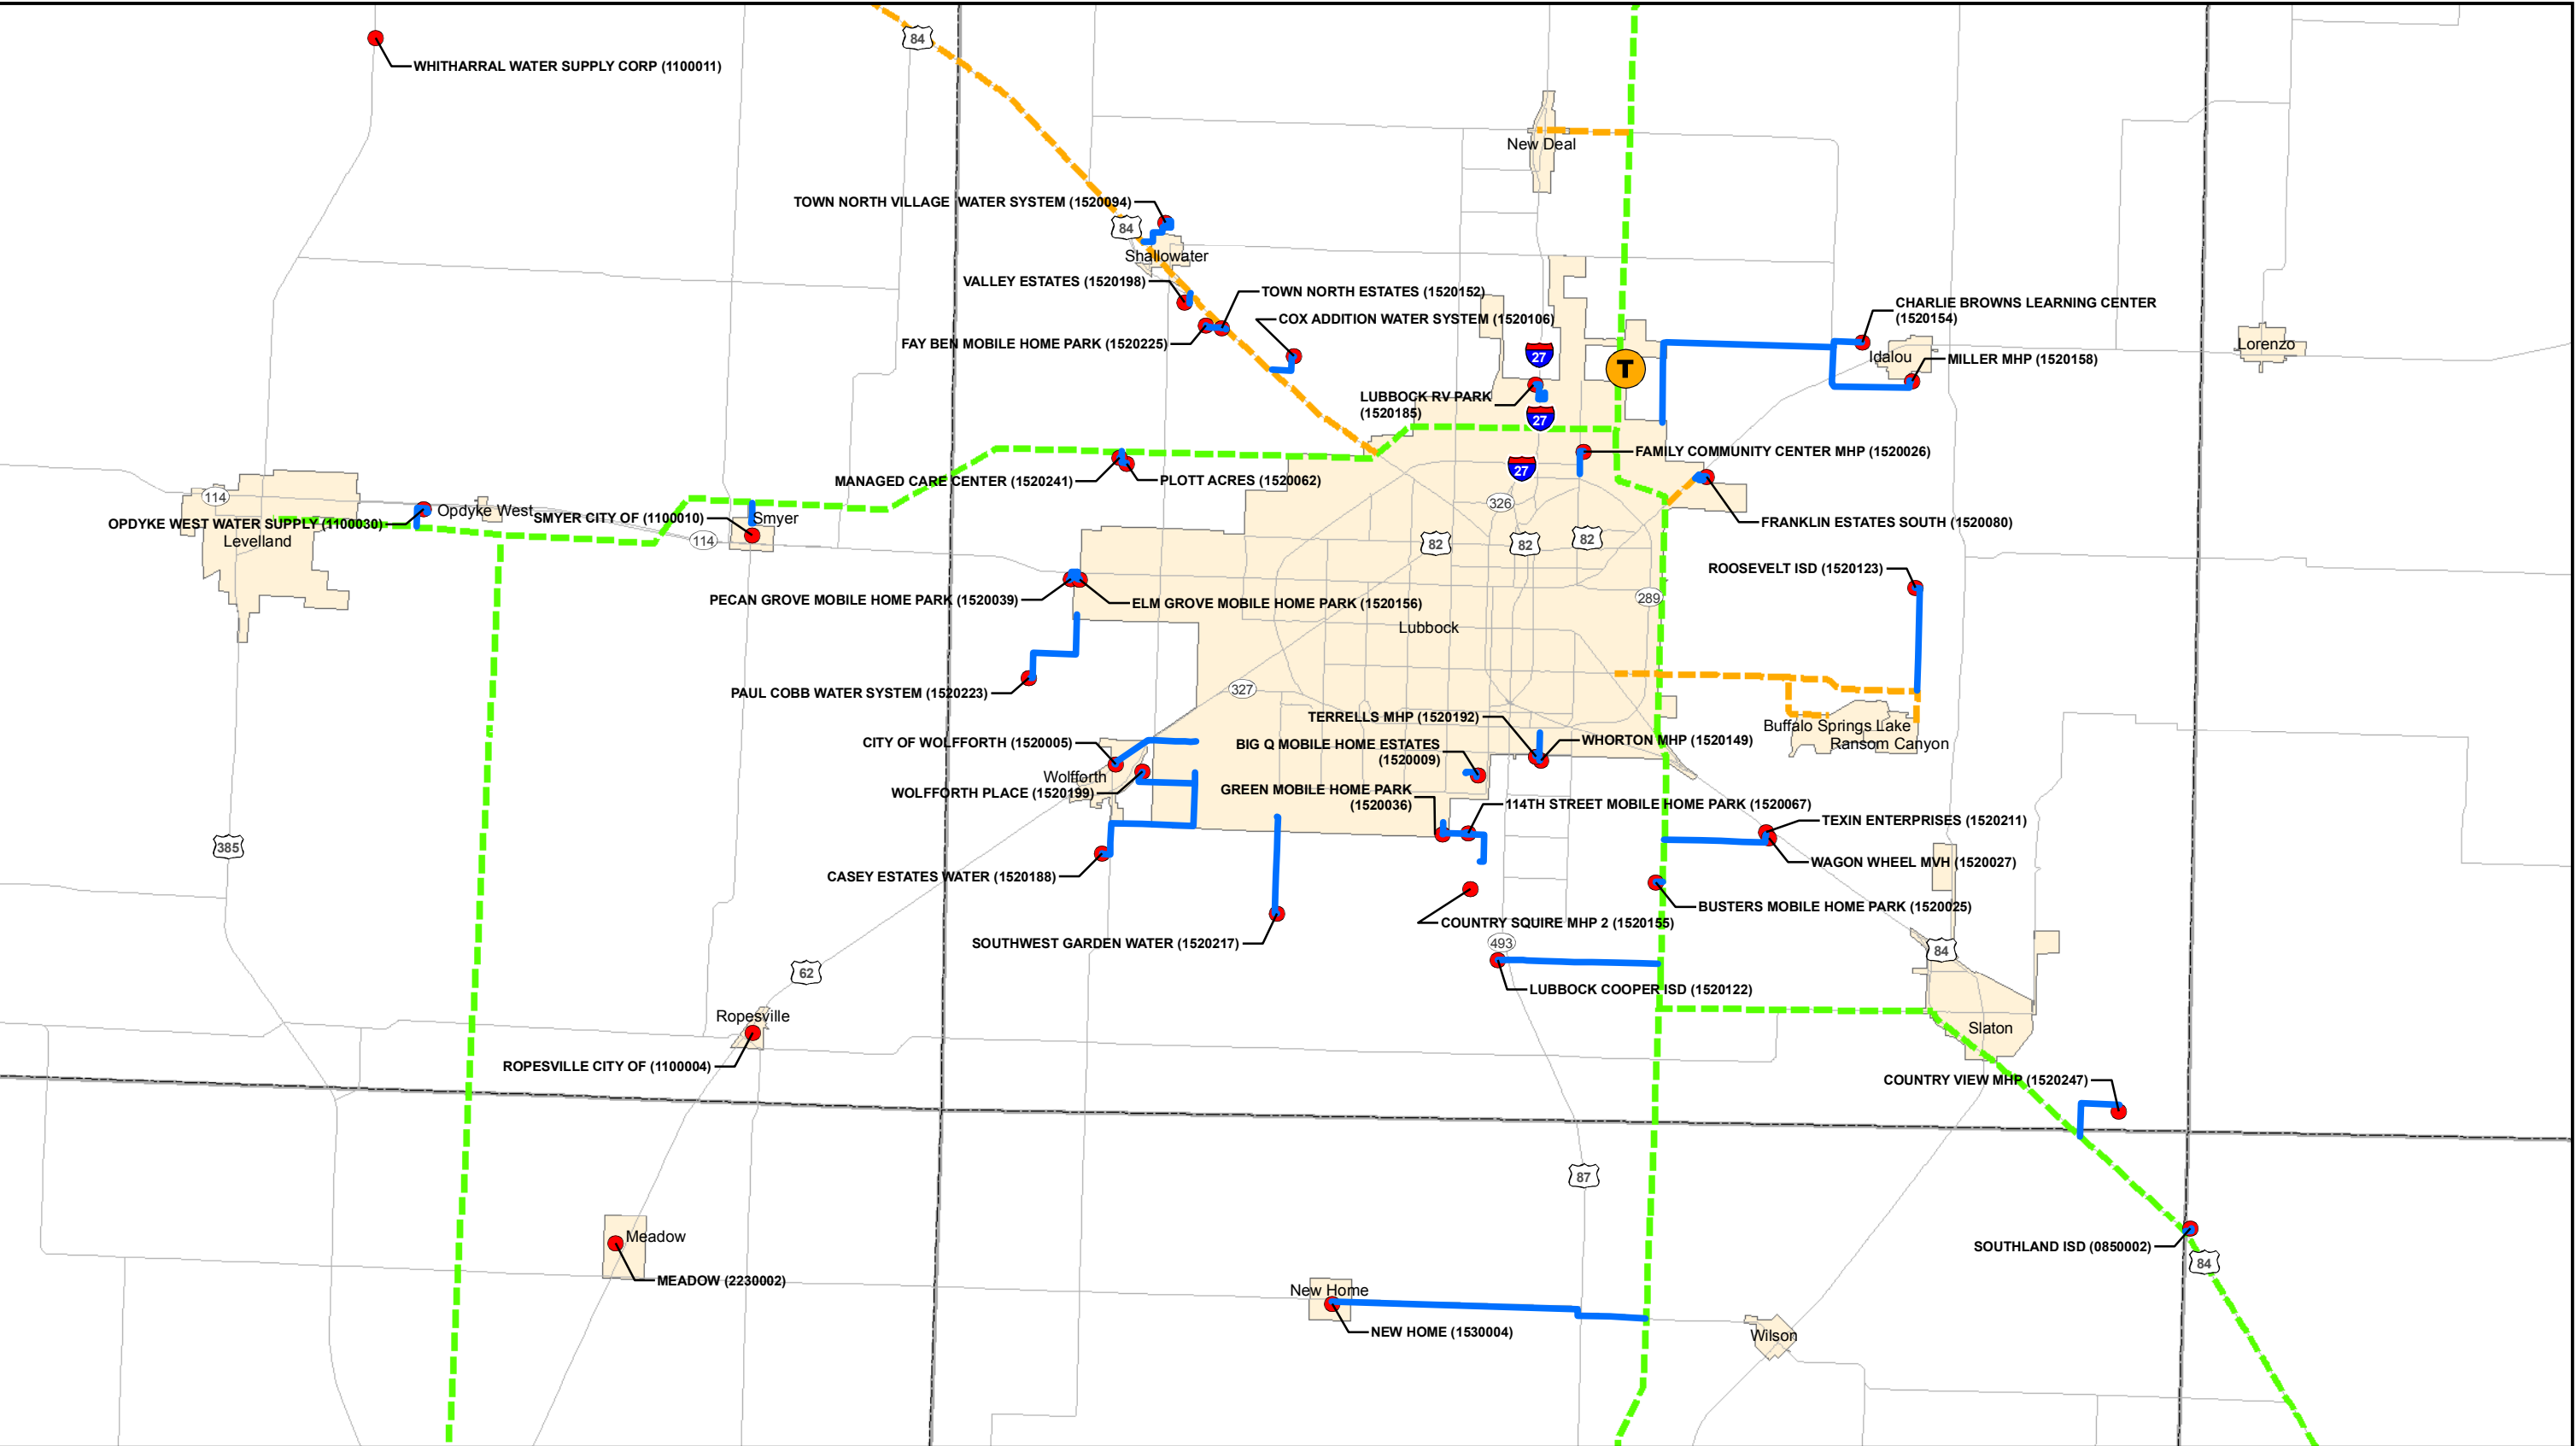 84
WHITHARRAL WATER SUPPLY CORP (1100011)
New Deal
TOWN NORTH VILLAGE  WATER SYSTEM (1520094)
84
Shallowater
VALLEY ESTATES (1520198)
TOWN NORTH ESTATES (1520152)
CHARLIE BROWNS LEARNING CENTER
(1520154)
COX ADDITION WATER SYSTEM (1520106)
FAY BEN MOBILE HOME PARK (1520225)
Lorenzo
27
Idalou
MILLER MHP (1520158)
T
LUBBOCK RV PARK
(1520185)
27
FAMILY COMMUNITY CENTER MHP (1520026)
27
MANAGED CARE CENTER (1520241)
PLOTT ACRES (1520062)
114
326
Opdyke West
SMYER CITY OF (1100010)
Smyer
OPDYKE WEST WATER SUPPLY (1100030)
FRANKLIN ESTATES SOUTH (1520080)
Levelland
114
82
82
82
ROOSEVELT ISD (1520123)
PECAN GROVE MOBILE HOME PARK (1520039)
ELM GROVE MOBILE HOME PARK (1520156)
289
Lubbock
327
PAUL COBB WATER SYSTEM (1520223)
TERRELLS MHP (1520192)
Buffalo Springs Lake
CITY OF WOLFFORTH (1520005)
BIG Q MOBILE HOME ESTATES
(1520009)
WHORTON MHP (1520149)
Ransom Canyon
Wolfforth
WOLFFORTH PLACE (1520199)
GREEN MOBILE HOME PARK
(1520036)
114TH STREET MOBILE HOME PARK (1520067)
TEXIN ENTERPRISES (1520211)
385
WAGON WHEEL MVH (1520027)
CASEY ESTATES WATER (1520188)
BUSTERS MOBILE HOME PARK (1520025)
COUNTRY SQUIRE MHP 2 (1520155)
SOUTHWEST GARDEN WATER (1520217)
493
84
62
LUBBOCK COOPER ISD (1520122)
Ropesville
Slaton
ROPESVILLE CITY OF (1100004)
COUNTRY VIEW MHP (1520247)
87
Meadow
SOUTHLAND ISD (0850002)
84
MEADOW (2230002)
New Home
NEW HOME (1530004)
Wilson